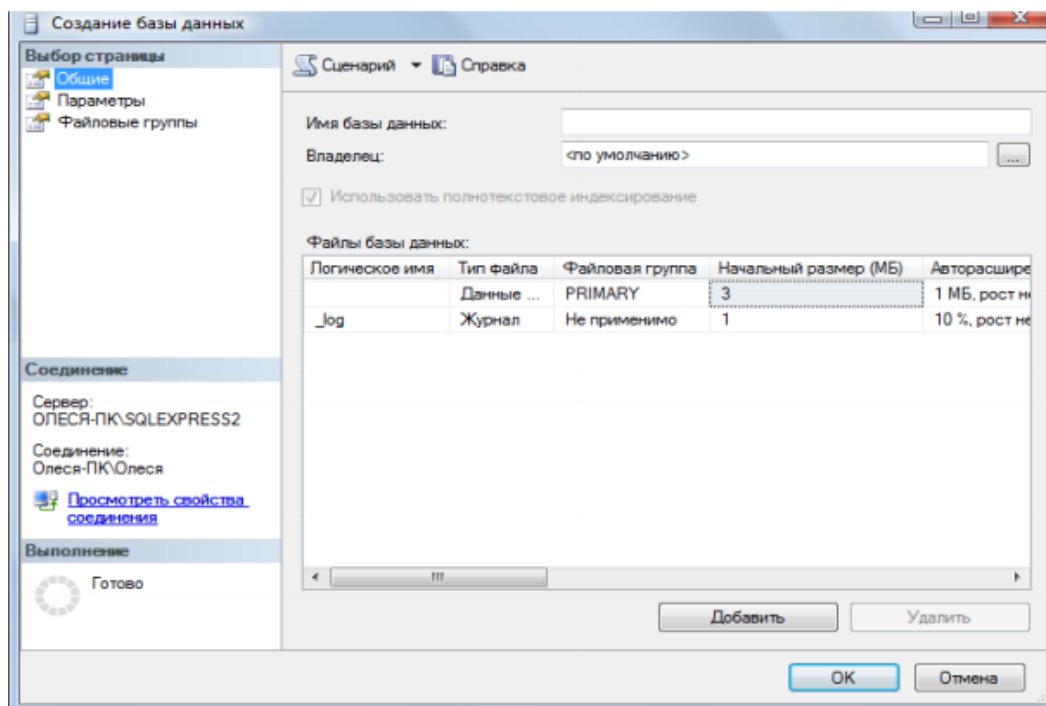 Создание базы данных
Выбор страницы
Общие
Параметры
Файловые группы
Сценарий Справка
Имя базы данных:
Владелец: <по умолчанию> ...
Использовать полнотекстовое индексирование
Файлы базы данных:
Логическое имя Тип файла Файловая группа Начальный размер (МБ) Авторасшире
Данные ... PRIMARY 3 1 МБ, рост не
_log Журнал Не применимо 1 10 %, рост не
Соединение
Сервер:
ОЛЕСЯ-ПК\SQLEXPRESS2
Соединение:
Олеся-ПК\Олеся
Просмотреть свойства
соединения
Выполнение
Готово
Добавить Удалить
OK Отмена